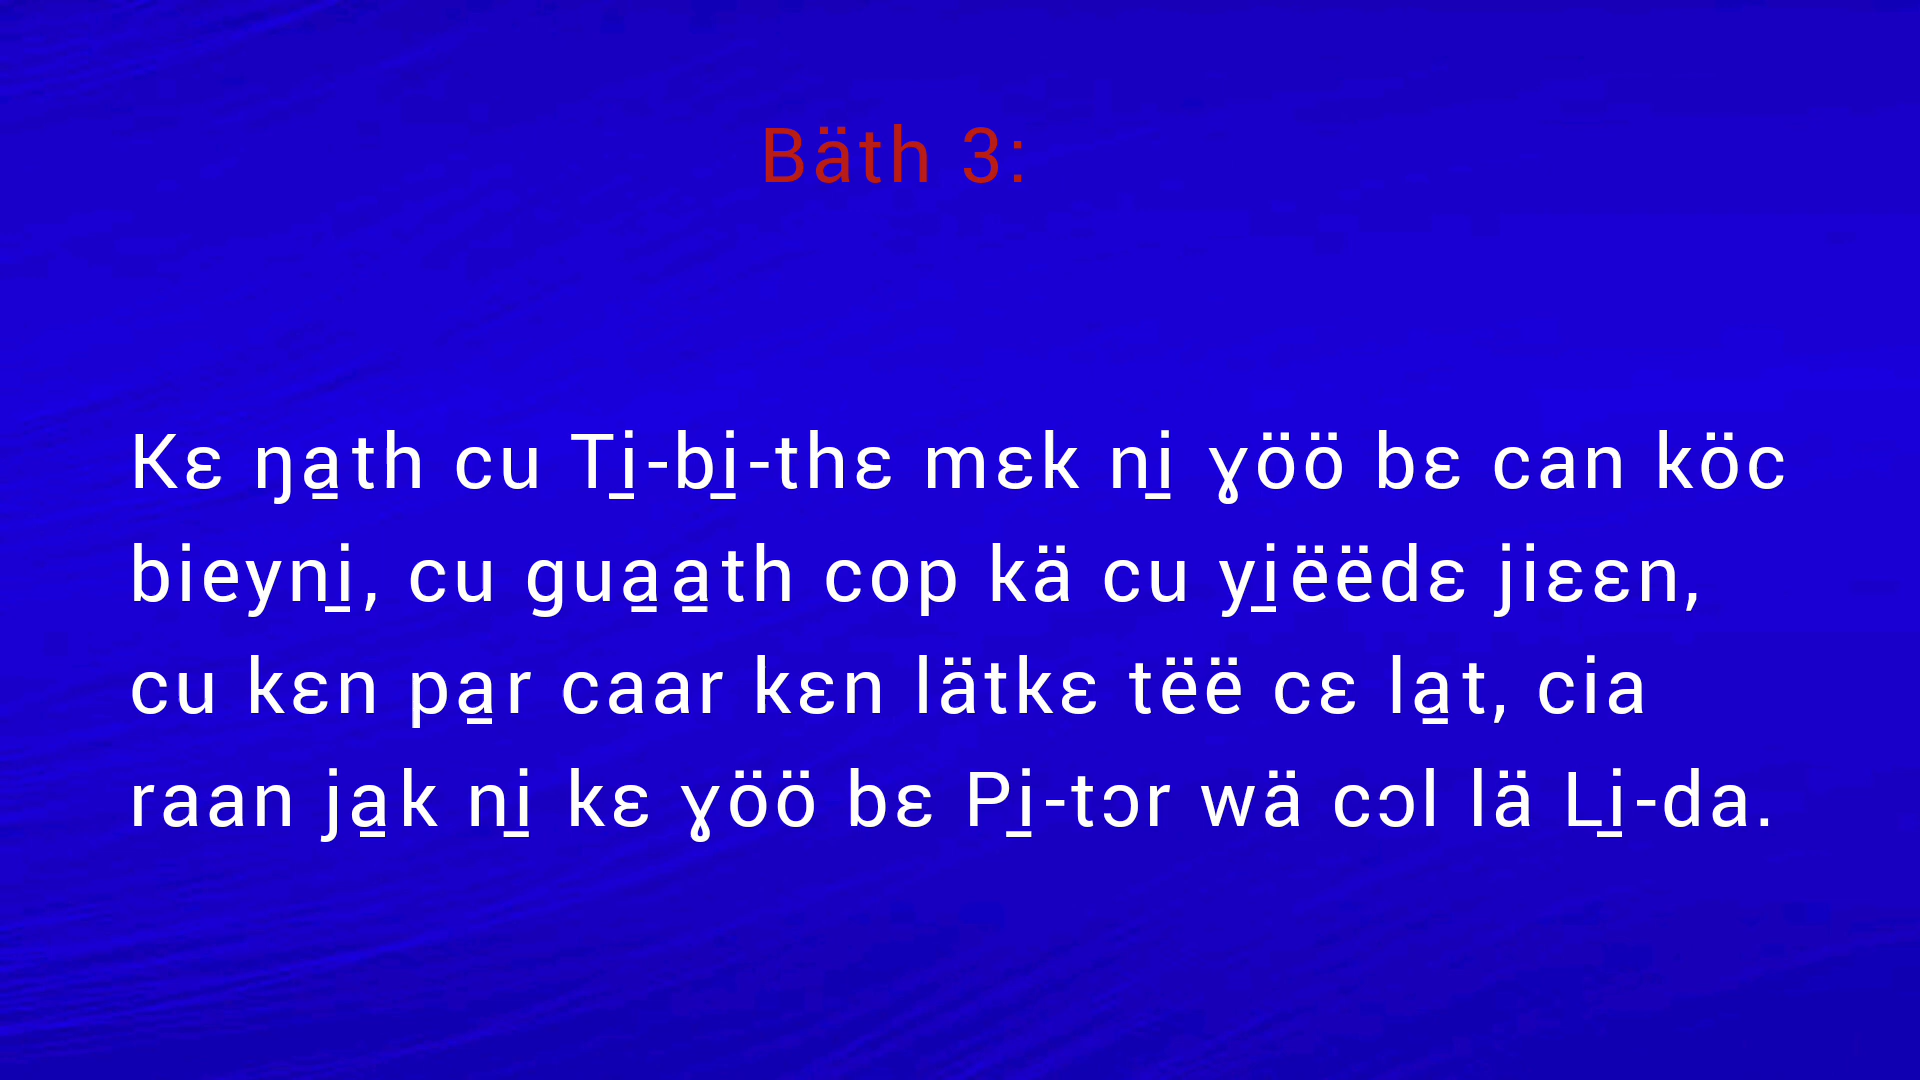 Bäth 3:
Kɛ ŋa̱th cu Ti̱-bi̱-thɛ mɛk ni̱ ɣöö bɛ can köc
bieyni̱, cu gua̱a̱th cop kä cu yi̱ëëdɛ jiɛɛn,
cu kɛn pa̱r caar kɛn lätkɛ tëë cɛ la̱t, cia
raan ja̱k ni̱ kɛ ɣöö bɛ Pi̱-tɔr wä cɔl lä Li̱-da.